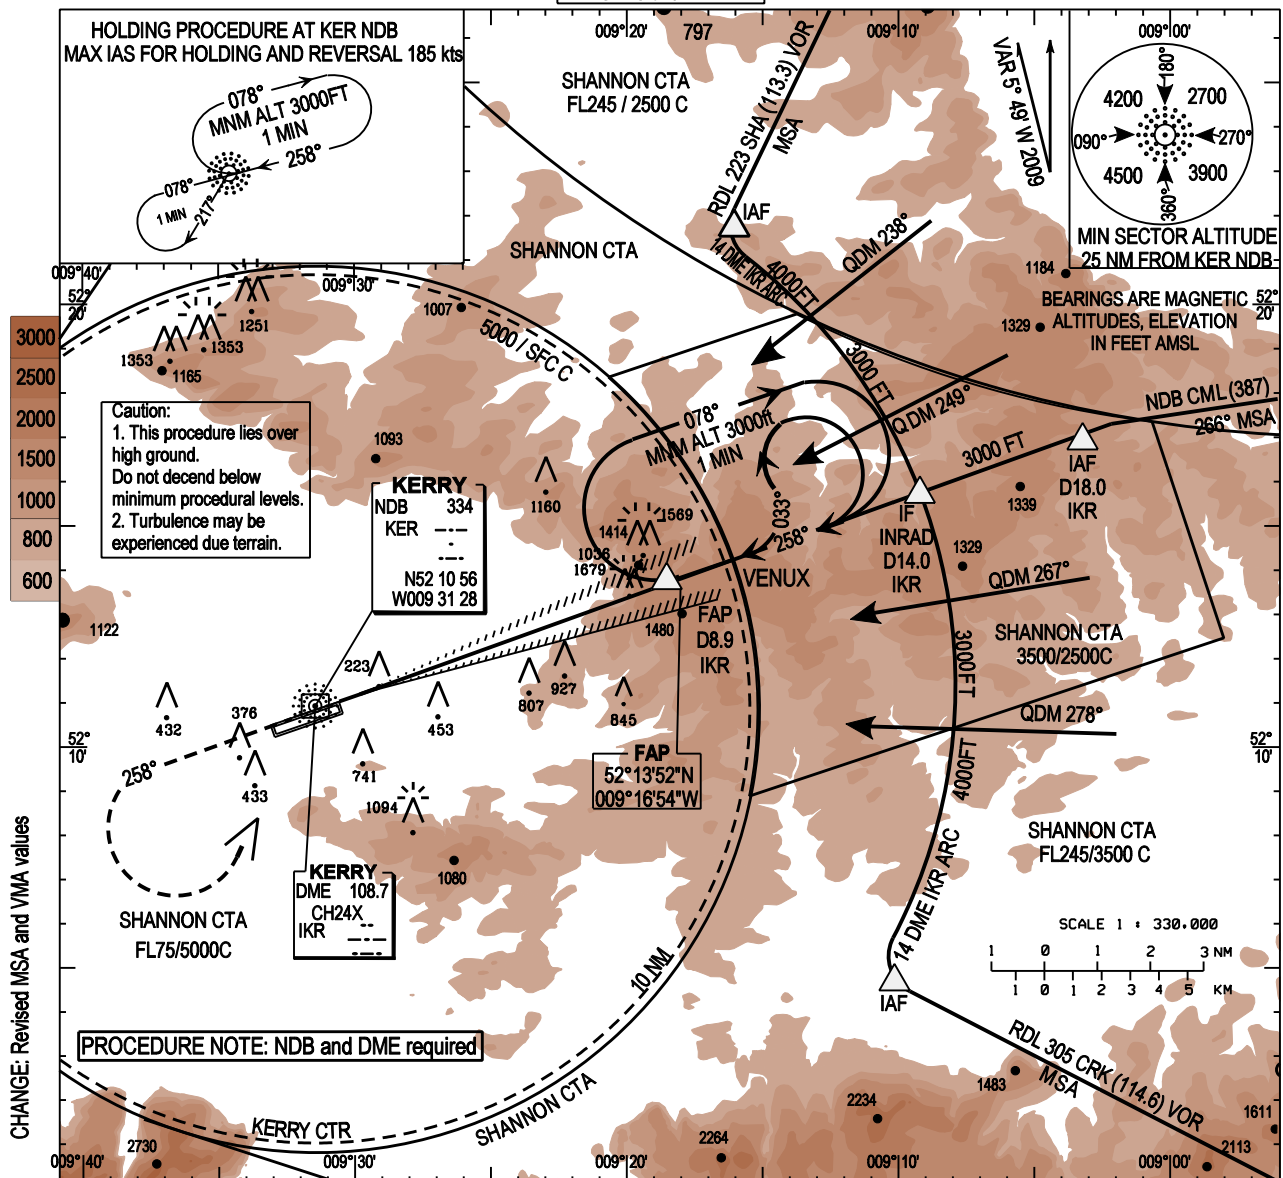 HOLDING PROCEDURE AT KER NDB
MAX IAS FOR HOLDING AND REVERSAL 185 kts
078°
MNM ALT 3000FT
1 MIN
258°
078°
1 MIN
217°
009°20'
797
009°10'
009°00'
SHANNON CTA
FL245 / 2500 C
RDL 223 SHA (113.3) VOR
MSA
VAR 5° 49' W 2009
180°
4200
2700
090°
270°
4500
3900
360°
MIN SECTOR ALTITUDE
25 NM FROM KER NDB
IAF
14 DME IKR ARC
4000FT
QDM 238°
SHANNON CTA
1184
BEARINGS ARE MAGNETIC
ALTITUDES, ELEVATION
IN FEET AMSL
52°
20'
1329
009°40'
52°
20'
009°30'
1251
1353
1353
1165
1007
5000 / SFC C
3000
2500
2000
1500
1000
800
600
Caution:
1. This procedure lies over
high ground.
Do not decend below
minimum procedural levels.
2. Turbulence may be
experienced due terrain.
1093
KERRY
NDB 334
KER
N52 10 56
W009 31 28
3000 FT
QDM 249°
078°
MNM ALT 3000ft
1 MIN
033°
258°
NDB CML (387)
266° MSA
3000 FT
IAF
D18.0
IKR
1339
IF
INRAD
D14.0
IKR
1329
1160
1569
1414
1036
1679
VENUX
QDM 267°
1122
1480
FAP
D8.9
IKR
SHANNON CTA
3500/2500C
3000FT
223
807
927
845
453
432
376
433
741
258°
1094
1080
FAP
52°13'52"N
009°16'54"W
QDM 278°
52°
10'
52°
10'
4000FT
SHANNON CTA
FL245/3500 C
KERRY
DME 108.7
CH24X
IKR
SHANNON CTA
FL75/5000C
14 DME IKR ARC
IAF
SCALE 1 : 330.000
1 0 1 2 3 NM
1 0 1 2 3 4 5 KM
10 NM
PROCEDURE NOTE: NDB and DME required
CHANGE: Revised MSA and VMA values
KERRY CTR
SHANNON CTA
RDL 305 CRK (114.6) VOR
MSA
1483
2234
2264
2730
1611
2113
009°40'
009°30'
009°20'
009°10'
009°00'